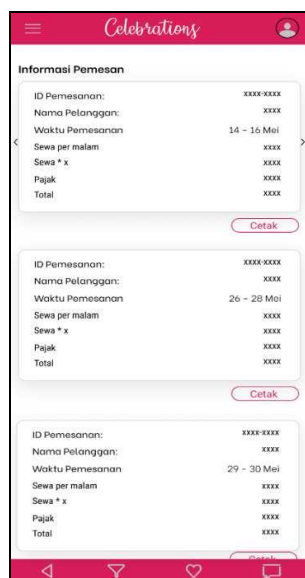 Celebrations
Informasi Pemesan
ID Pemesanan: xxxx-xxxx
Nama Pelanggan: xxxx
Waktu Pemesanan 14 - 16 Mei
Sewa per malam xxxx
Sewa * x xxxx
Pajak xxxx
Total xxxx
Cetak
ID Pemesanan: xxxx-xxxx
Nama Pelanggan: xxxx
Waktu Pemesanan 26 - 28 Mei
Sewa per malam xxxx
Sewa * x xxxx
Pajak xxxx
Total xxxx
Cetak
ID Pemesanan: xxxx-xxxx
Nama Pelanggan: xxxx
Waktu Pemesanan 29 - 30 Mei
Sewa per malam xxxx
Sewa * x xxxx
Pajak xxxx
Total xxxx
Cetak